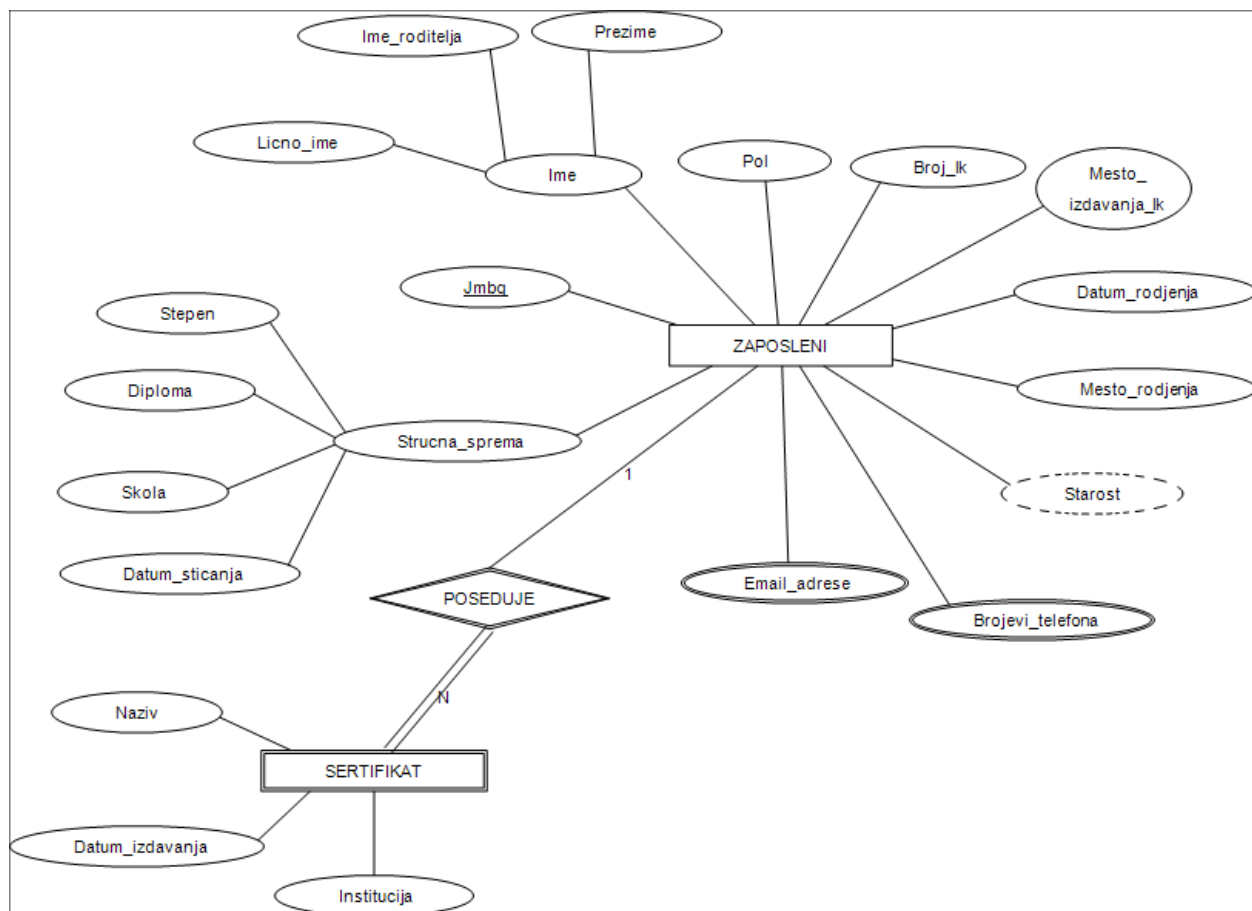 Ime_roditelja
Prezime
Licno_ime
Ime
Pol
Broj_lk
Mesto_
izdavanja_lk
Jmbg
Datum_rodjenja
Stepen
ZAPOSLENI
Diploma
Mesto_rodjenja
Strucna_sprema
1
Skola
Starost
Datum_sticanja
POSEDUJE
Email_adrese
Brojevi_telefona
N
Naziv
SERTIFIKAT
Datum_izdavanja
Institucija